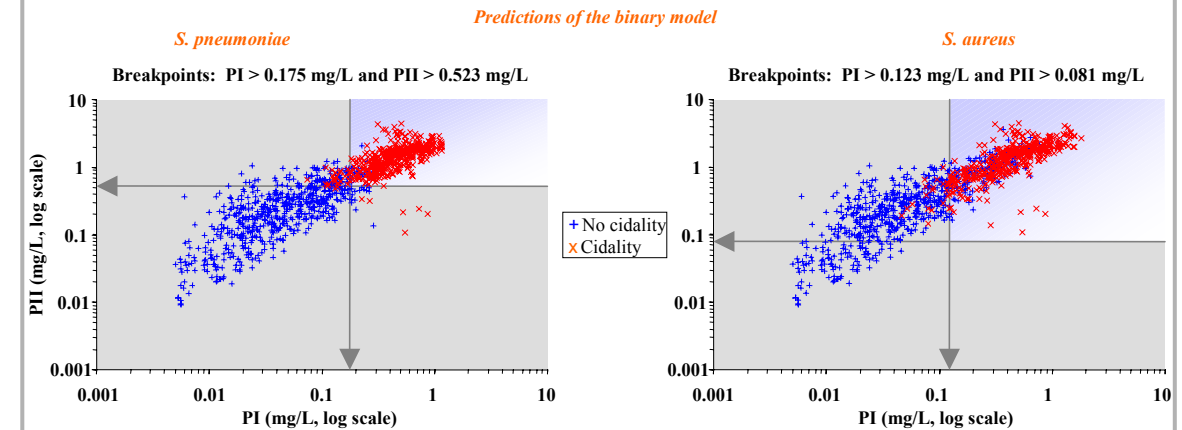 Predictions of the binary model
S. pneumoniae
S. aureus
Breakpoints: PI > 0.175 mg/L and PII > 0.523 mg/L
Breakpoints: PI > 0.123 mg/L and PII > 0.081 mg/L
PII (mg/L, log scale)
10
1
0.1
0.01
0.001
0.001 0.01 0.1 1 10
PI (mg/L, log scale)
+ No cidality
x Cidality
10
1
0.1
0.01
0.001
0.001 0.01 0.1 1 10
PI (mg/L, log scale)